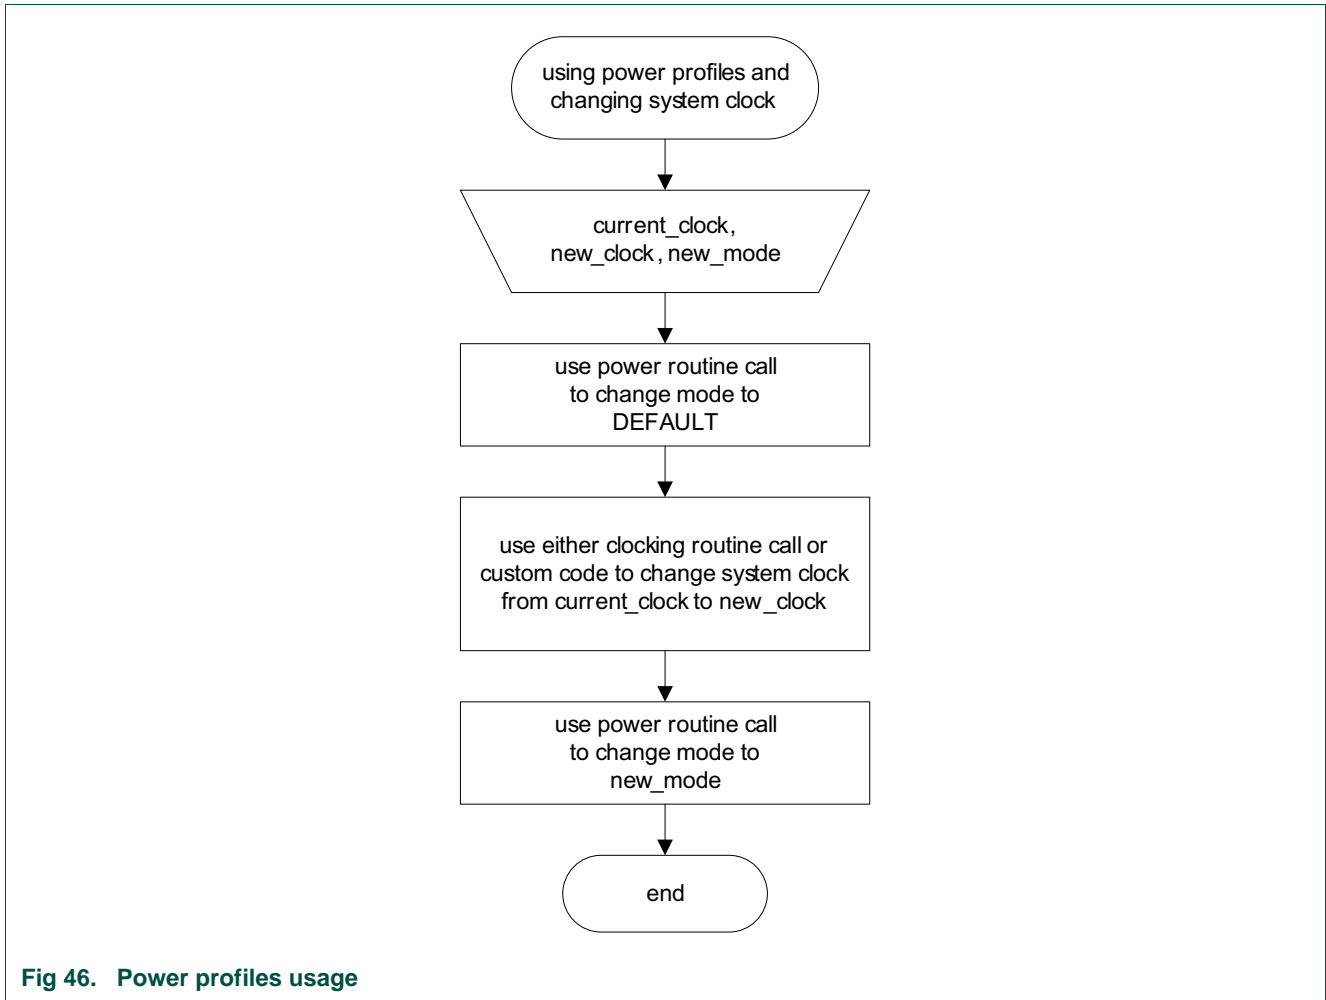 using power profiles and
changing system clock
current_clock,
new_clock, new_mode
use power routine call
to change mode to
DEFAULT
use either clocking routine call or
custom code to change system clock
from current_clock to new_clock
use power routine call
to change mode to
new_mode
end
Fig 46. Power profiles usage